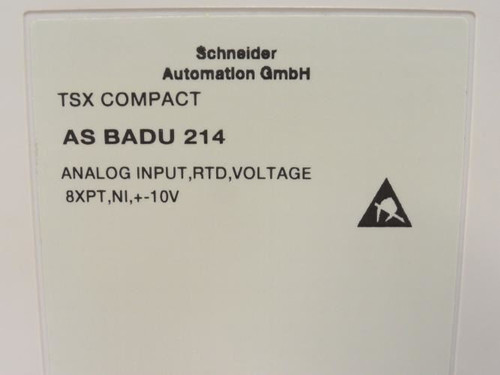 Schneider
Automation GmbH
TSX COMPACT
AS BADU 214
ANALOG INPUT,RTD,VOLTAGE
8XPT,NI,+-10V